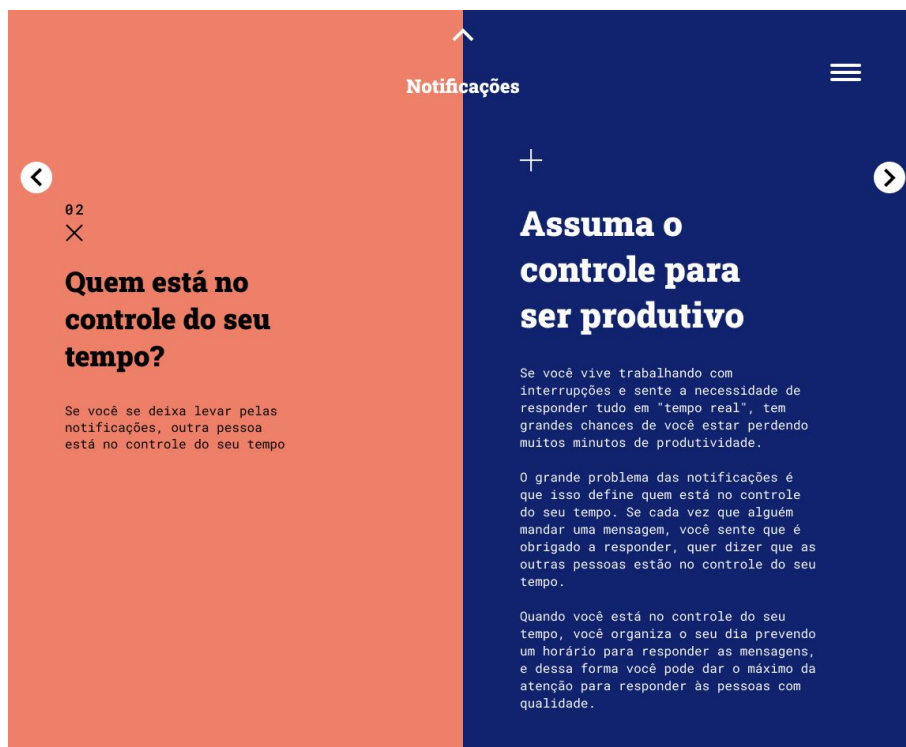 Notificações
02
Quem está no
controle do seu
tempo?
Se você se deixa levar pelas
notificações, outra pessoa
está no controle do seu tempo
Assuma o
controle para
ser produtivo
Se você vive trabalhando com
interrupções e sente a necessidade de
responder tudo em "tempo real", tem
grandes chances de você estar perdendo
muitos minutos de produtividade.
O grande problema das notificações é
que isso define quem está no controle
do seu tempo. Se cada vez que alguém
mandar uma mensagem, você sente que é
obrigado a responder, quer dizer que as
outras pessoas estão no controle do seu
tempo.
Quando você está no controle do seu
tempo, você organiza o seu dia prevendo
um horário para responder as mensagens,
e dessa forma você pode dar o máximo da
atenção para responder às pessoas com
qualidade.